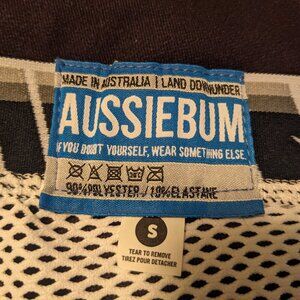 MADE IN AUSTRALIA | LAND DOWNUNDER
AUSSIEBUM
IF YOU DOUBT YOURSELF, WEAR SOMETHING ELSE.
90%POLYESTER / 10%ELASTANE
S
TEAR TO REMOVE
TIREZ POUR DETACHER